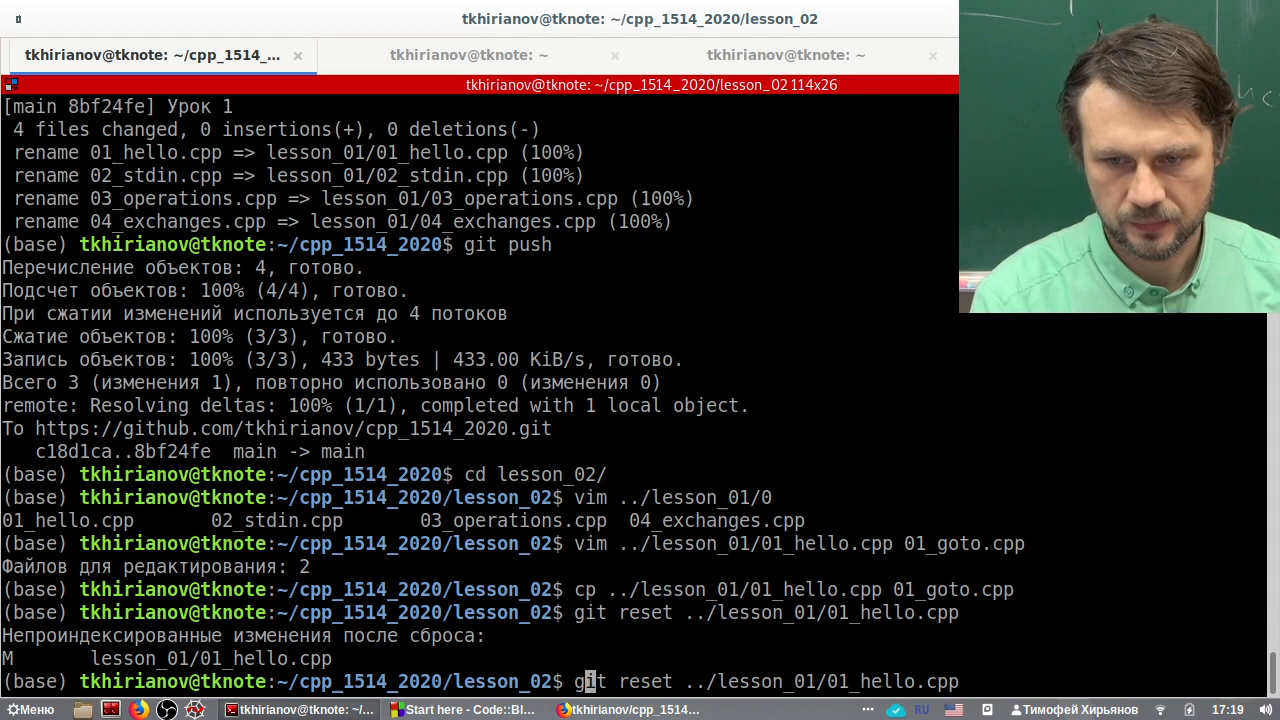 tkhirianov@tknote: ~/cpp_1514_2020/lesson_02
tkhirianov@tknote: ~/cpp_1514_... × tkhirianov@tknote: ~ × tkhirianov@tknote: ~ ×
tkhirianov@tknote: ~/cpp_1514_2020/lesson_02 114x26
[main 8bf24fe] Урок 1
4 files changed, 0 insertions(+), 0 deletions(-)
rename 01_hello.cpp => lesson_01/01_hello.cpp (100%)
rename 02_stdin.cpp => lesson_01/02_stdin.cpp (100%)
rename 03_operations.cpp => lesson_01/03_operations.cpp (100%)
rename 04_exchanges.cpp => lesson_01/04_exchanges.cpp (100%)
(base) tkhirianov@tknote:~/cpp_1514_2020$ git push
Перечисление объектов: 4, готово.
Подсчет объектов: 100% (4/4), готово.
При сжатии изменений используется до 4 потоков
Сжатие объектов: 100% (3/3), готово.
Запись объектов: 100% (3/3), 433 bytes | 433.00 KiB/s, готово.
Всего 3 (изменения 1), повторно использовано 0 (изменения 0)
remote: Resolving deltas: 100% (1/1), completed with 1 local object.
To https://github.com/tkhirianov/cpp_1514_2020.git
c18d1ca..8bf24fe main -> main
(base) tkhirianov@tknote:~/cpp_1514_2020$ cd lesson_02/
(base) tkhirianov@tknote:~/cpp_1514_2020/lesson_02$ vim ../lesson_01/0
01_hello.cpp 02_stdin.cpp 03_operations.cpp 04_exchanges.cpp
(base) tkhirianov@tknote:~/cpp_1514_2020/lesson_02$ vim ../lesson_01/01_hello.cpp 01_goto.cpp
Файлов для редактирования: 2
(base) tkhirianov@tknote:~/cpp_1514_2020/lesson_02$ cp ../lesson_01/01_hello.cpp 01_goto.cpp
(base) tkhirianov@tknote:~/cpp_1514_2020/lesson_02$ git reset ../lesson_01/01_hello.cpp
Непроиндексированные изменения после сброса:
M lesson_01/01_hello.cpp
(base) tkhirianov@tknote:~/cpp_1514_2020/lesson_02$ git reset ../lesson_01/01_hello.cpp
Меню tkhirianov@tknote: ~/... Start here - Code::Bl... tkhirianov/cpp_1514... RU Тимофей Хирьянов 17:19